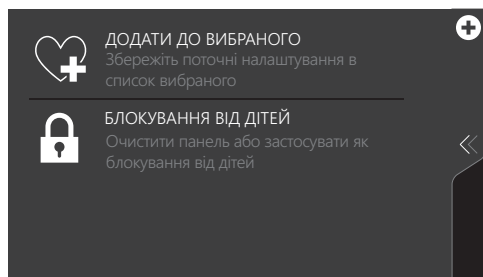 ДОДАТИ ДО ВИБРАНОГО
Збережіть поточні налаштування в
список вибраного
БЛОКУВАННЯ ВІД ДІТЕЙ
Очистити панель або застосувати як
блокування від дітей